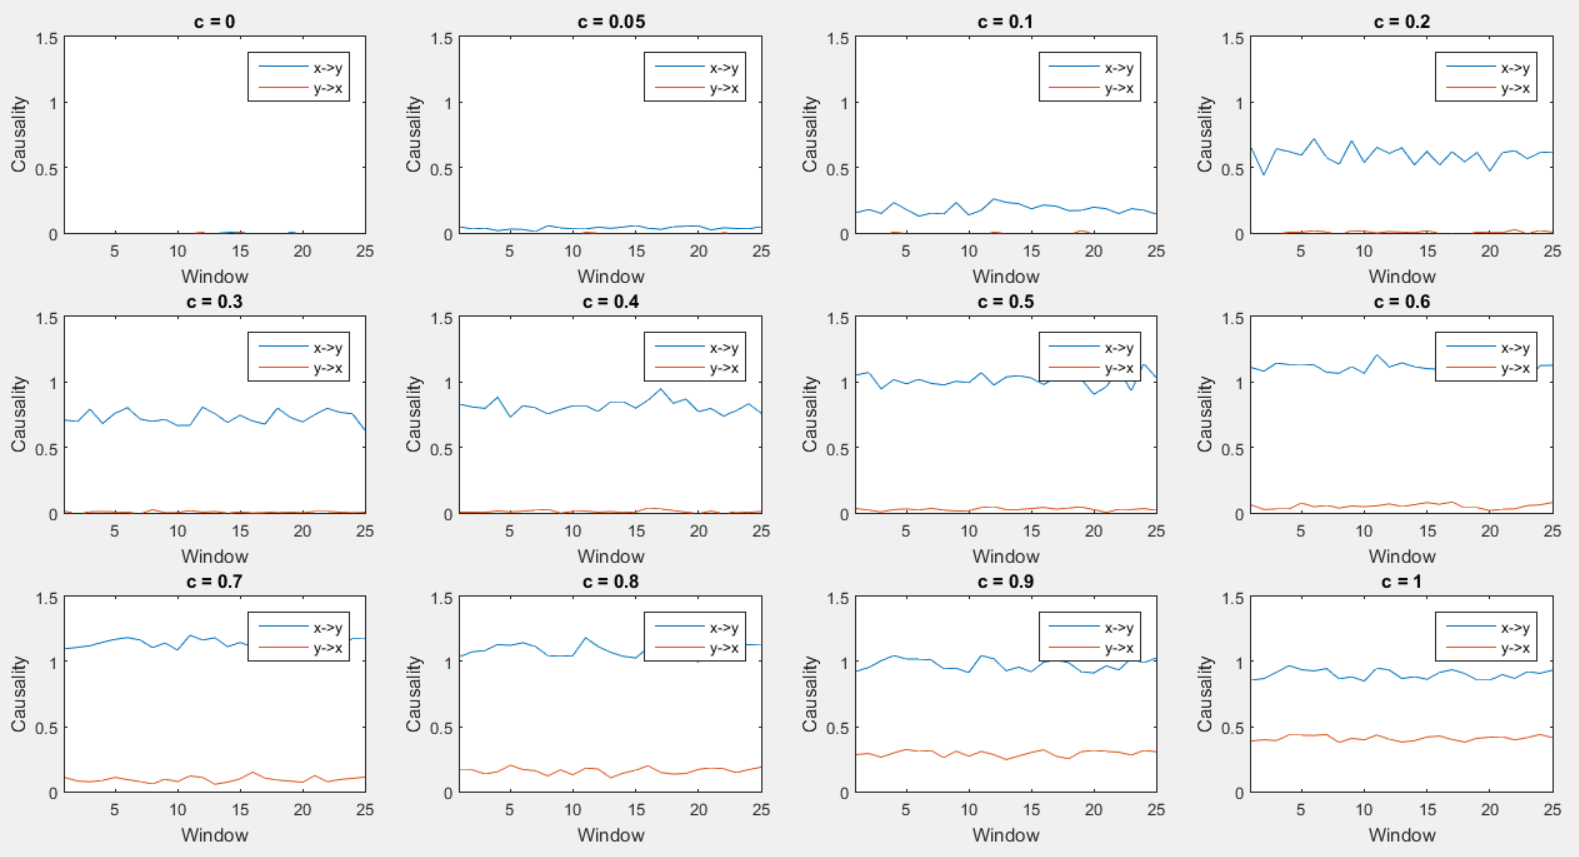 c = 0
1.5
1
0.5
0
Causality
x->y
y->x
5 10 15 20 25
Window
c = 0.05
1.5
1
0.5
0
Causality
x->y
y->x
5 10 15 20 25
Window
c = 0.1
1.5
1
0.5
0
Causality
x->y
y->x
5 10 15 20 25
Window
c = 0.2
1.5
1
0.5
0
Causality
x->y
y->x
5 10 15 20 25
Window
c = 0.3
1.5
1
0.5
0
Causality
x->y
y->x
5 10 15 20 25
Window
c = 0.4
1.5
1
0.5
0
Causality
x->y
y->x
5 10 15 20 25
Window
c = 0.5
1.5
1
0.5
0
Causality
x->y
y->x
5 10 15 20 25
Window
c = 0.6
1.5
1
0.5
0
Causality
x->y
y->x
5 10 15 20 25
Window
c = 0.7
1.5
1
0.5
0
Causality
x->y
y->x
5 10 15 20 25
Window
c = 0.8
1.5
1
0.5
0
Causality
x->y
y->x
5 10 15 20 25
Window
c = 0.9
1.5
1
0.5
0
Causality
x->y
y->x
5 10 15 20 25
Window
c = 1
1.5
1
0.5
0
Causality
x->y
y->x
5 10 15 20 25
Window